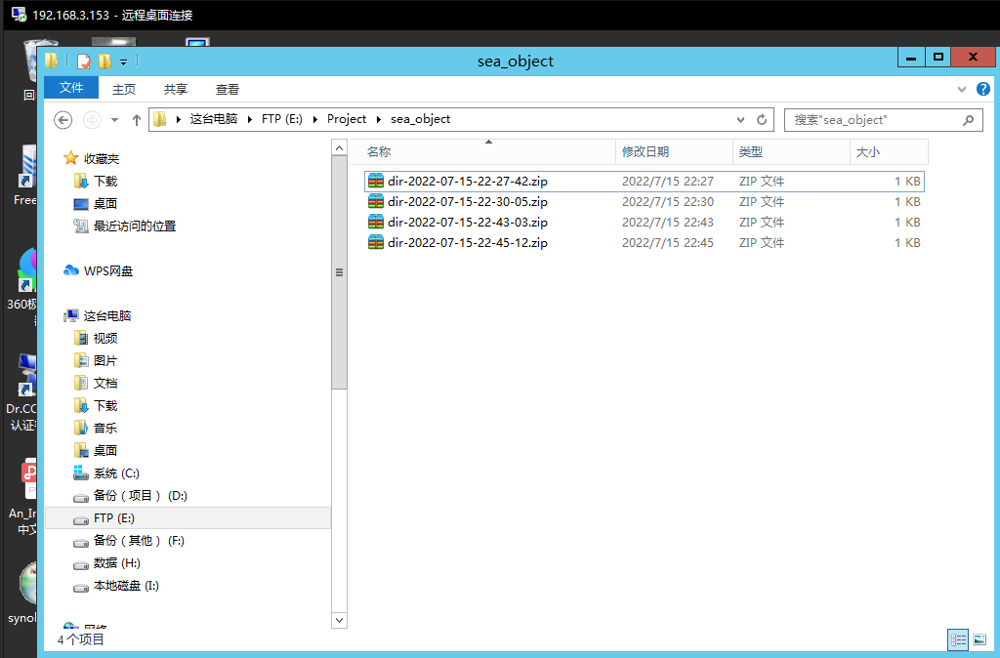 192.168.3.153 - 远程桌面连接
sea_object
文件 主页 共享 查看
这台电脑 FTP (E:) Project sea_object 搜索"sea_object"
名称 修改日期 类型 大小
dir-2022-07-15-22-27-42.zip 2022/7/15 22:27 ZIP 文件 1 KB
dir-2022-07-15-22-30-05.zip 2022/7/15 22:30 ZIP 文件 1 KB
dir-2022-07-15-22-43-03.zip 2022/7/15 22:43 ZIP 文件 1 KB
dir-2022-07-15-22-45-12.zip 2022/7/15 22:45 ZIP 文件 1 KB
收藏夹
下载
桌面
最近访问的位置
WPS网盘
这台电脑
视频
图片
文档
下载
音乐
桌面
系统 (C:)
备份（项目） (D:)
FTP (E:)
备份（其他） (F:)
数据 (H:)
本地磁盘 (I:)
网络
4 个项目
回
Free
360
Dr.CO
认证
An_In
中文
synol